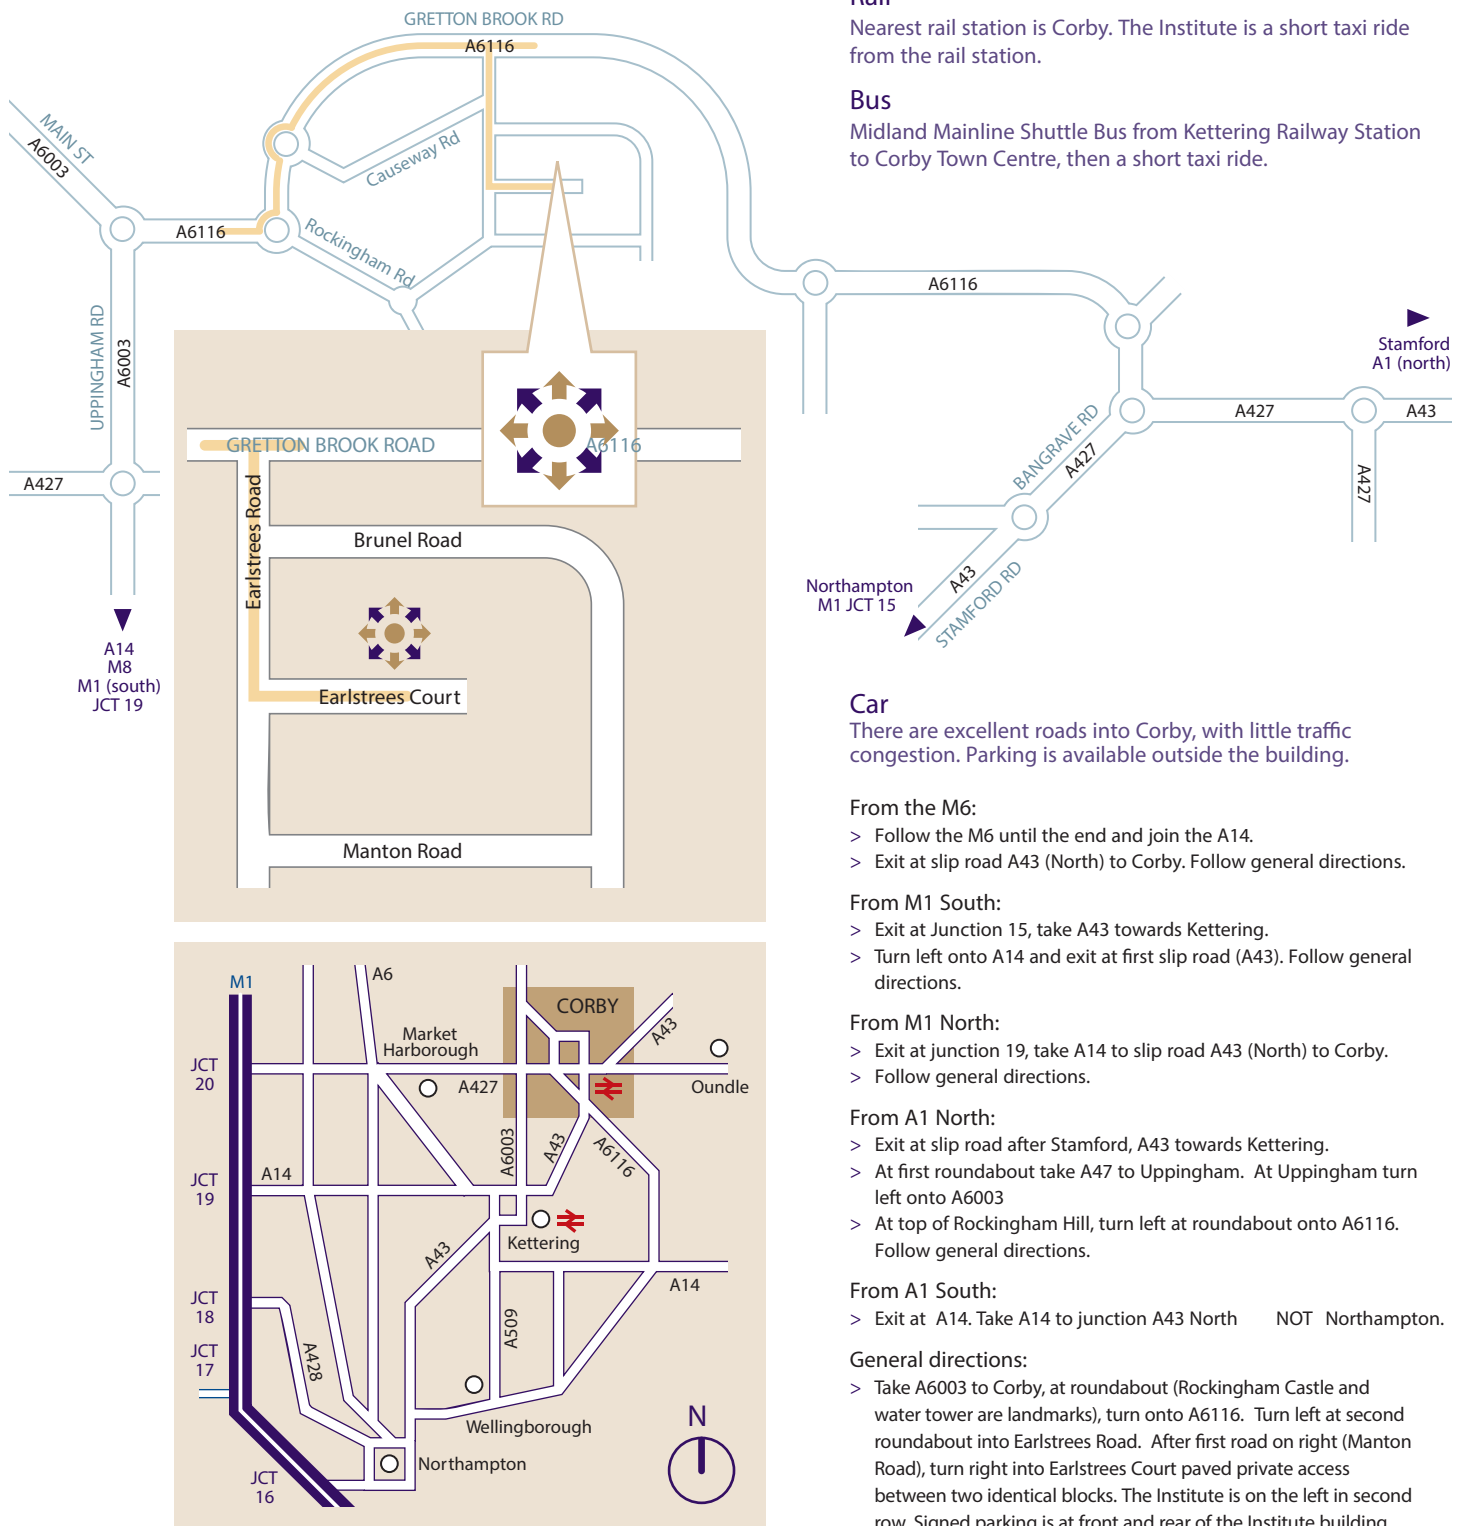 GRETTON BROOK RD
A6116
MAIN ST
A6003
Causeway Rd
A6116
Rockingham Rd
UPPINGHAM RD
A6003
A427
A14
M8
M1 (south)
JCT 19
A6116
Stamford
A1 (north)
A427
A43
BANGRAVE RD
A427
A427
A43
STAMFORD RD
Northampton
M1 JCT 15
GRETTON BROOK ROAD
A6116
Earlstrees Road
Brunel Road
Earlstrees Court
Manton Road
M1
A6
CORBY
Market
Harborough
A43
JCT
20
A427
Oundle
A6003
A43
A6116
JCT
19
A14
Kettering
A43
A14
JCT
18
A509
JCT
17
A428
Wellingborough
N
Northampton
JCT
16
Rail
Nearest rail station is Corby. The Institute is a short taxi ride
from the rail station.
Bus
Midland Mainline Shuttle Bus from Kettering Railway Station
to Corby Town Centre, then a short taxi ride.
Car
There are excellent roads into Corby, with little traffic
congestion. Parking is available outside the building.
From the M6:
> Follow the M6 until the end and join the A14.
> Exit at slip road A43 (North) to Corby. Follow general directions.
From M1 South:
> Exit at Junction 15, take A43 towards Kettering.
> Turn left onto A14 and exit at first slip road (A43). Follow general
directions.
From M1 North:
> Exit at junction 19, take A14 to slip road A43 (North) to Corby.
> Follow general directions.
From A1 North:
> Exit at slip road after Stamford, A43 towards Kettering.
> At first roundabout take A47 to Uppingham. At Uppingham turn
left onto A6003
> At top of Rockingham Hill, turn left at roundabout onto A6116.
Follow general directions.
From A1 South:
> Exit at A14. Take A14 to junction A43 North NOT Northampton.
General directions:
> Take A6003 to Corby, at roundabout (Rockingham Castle and
water tower are landmarks), turn onto A6116. Turn left at second
roundabout into Earlstrees Road. After first road on right (Manton
Road), turn right into Earlstrees Court paved private access
between two identical blocks. The Institute is on the left in second
row. Signed parking is at front and rear of the Institute building.